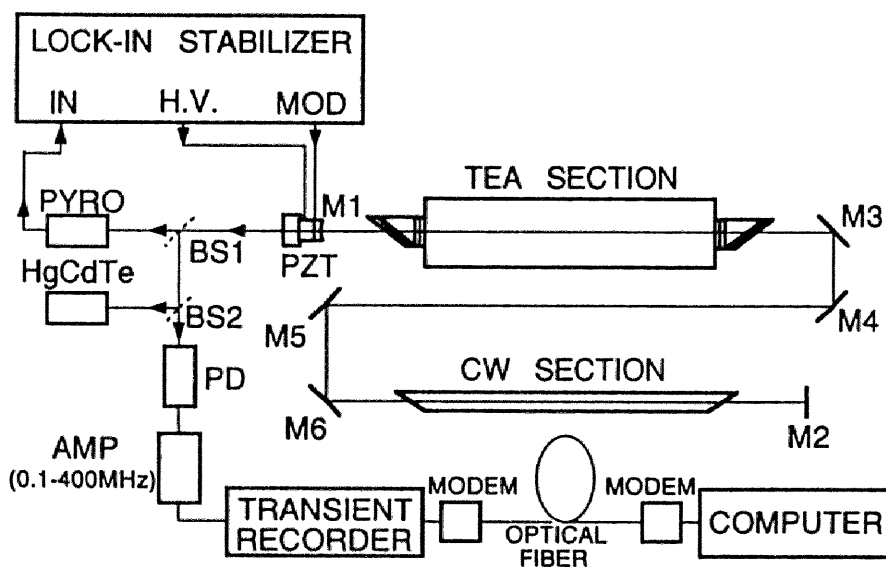 LOCK-IN STABILIZER
IN H.V. MOD
TEA SECTION
PYRO
M1
M3
BS1
PZT
HgCdTe
BS2
M5
M4
PD
CW SECTION
M6
M2
AMP
(0.1-400MHz)
MODEM
MODEM
TRANSIENT
RECORDER
OPTICAL
FIBER
COMPUTER